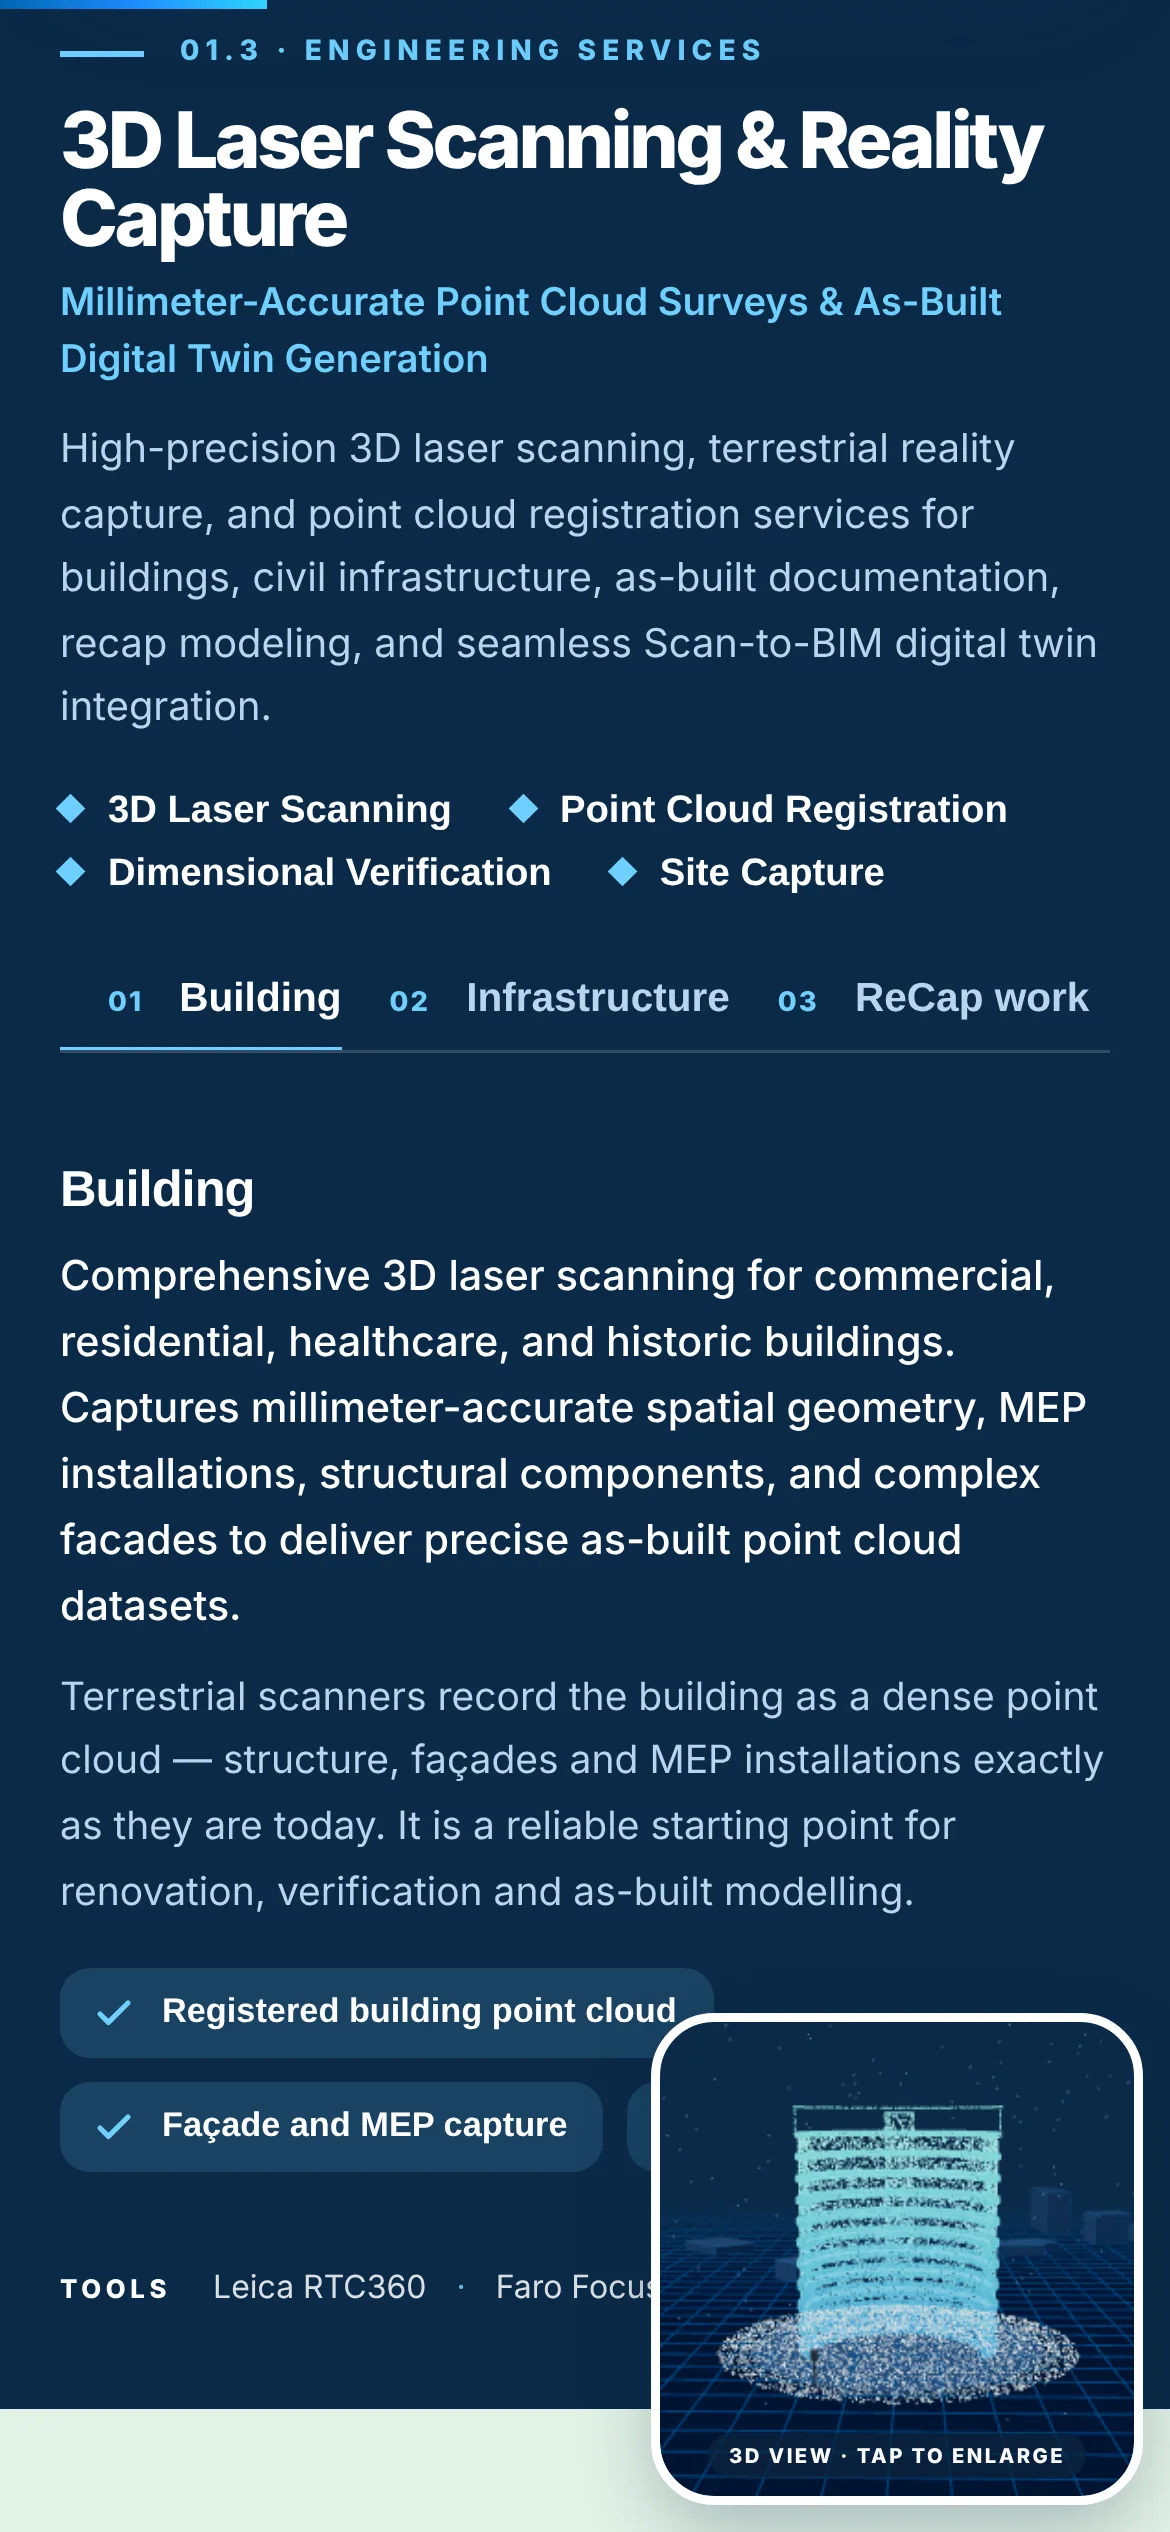 01.3 · ENGINEERING SERVICES
3D Laser Scanning & Reality
Capture
Millimeter-Accurate Point Cloud Surveys & As-Built
Digital Twin Generation
High-precision 3D laser scanning, terrestrial reality
capture, and point cloud registration services for
buildings, civil infrastructure, as-built documentation,
recap modeling, and seamless Scan-to-BIM digital twin
integration.
3D Laser Scanning Point Cloud Registration
Dimensional Verification Site Capture
01 Building 02 Infrastructure 03 ReCap work
Building
Comprehensive 3D laser scanning for commercial,
residential, healthcare, and historic buildings.
Captures millimeter-accurate spatial geometry, MEP
installations, structural components, and complex
facades to deliver precise as-built point cloud
datasets.
Terrestrial scanners record the building as a dense point
cloud — structure, façades and MEP installations exactly
as they are today. It is a reliable starting point for
renovation, verification and as-built modelling.
Registered building point cloud
Façade and MEP capture
TOOLS Leica RTC360 · Faro Focus
3D VIEW · TAP TO ENLARGE